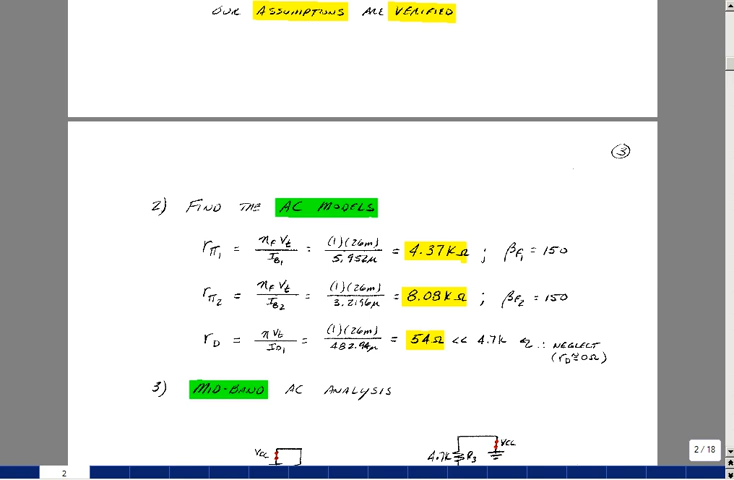 OUR ASSUMPTIONS ARE VERIFIED
3
2) FIND THE AC MODELS
rπ1 = nF Vt / IB1 = (1)(26m) / 5.952μ = 4.37KΩ ; βF1 = 150
rπ2 = nF Vt / IB2 = (1)(26m) / 3.216μ = 8.08KΩ ; βF2 = 150
rD = n Vt / ID1 = (1)(26m) / = 54Ω << 4.7K Ω ∴ NEGLECT
(rD ≅ 0Ω)
3) MID-BAND AC ANALYSIS
VCC
4.7K R3 VCC
2 / 18
2